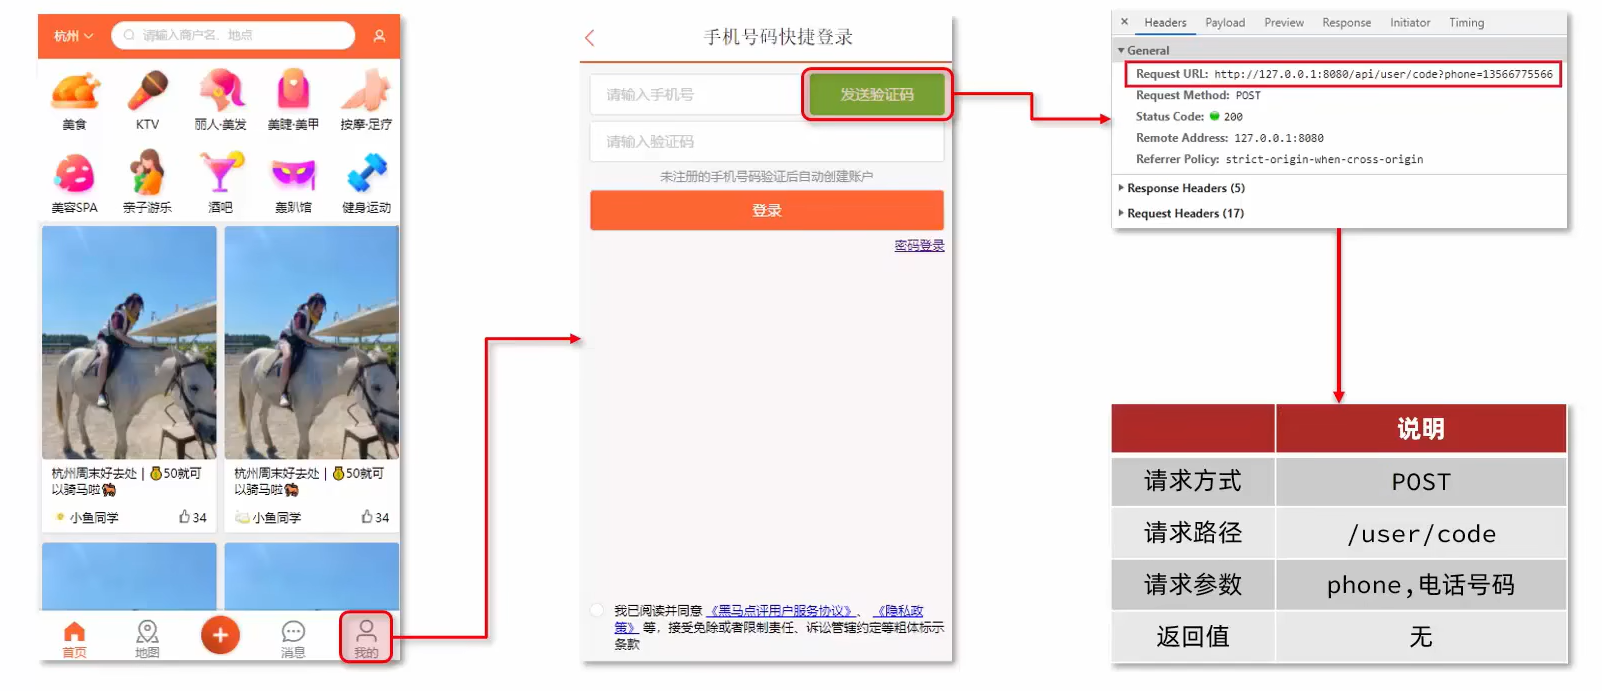 杭州
请输入商户名、地点
美食
KTV
丽人·美发
美睫·美甲
按摩·足疗
美容SPA
亲子游乐
酒吧
轰趴馆
健身运动
杭州周末好去处 | 💰50就可
以骑马啦🐎
小鱼同学
34
杭州周末好去处 | 💰50就可
以骑马啦🐎
小鱼同学
34
首页
地图
消息
我的
手机号码快捷登录
请输入手机号
发送验证码
请输入验证码
未注册的手机号码验证后自动创建账户
登录
密码登录
我已阅读并同意 《黑马点评用户服务协议》、 《隐私政
策》 等，接受免除或者限制责任、诉讼管辖约定等粗体标示
条款
× Headers Payload Preview Response Initiator Timing
General
Request URL: http://127.0.0.1:8080/api/user/code?phone=13566775566
Request Method: POST
Status Code: 200
Remote Address: 127.0.0.1:8080
Referrer Policy: strict-origin-when-cross-origin
Response Headers (5)
Request Headers (17)
说明
请求方式 POST
请求路径 /user/code
请求参数 phone,电话号码
返回值 无